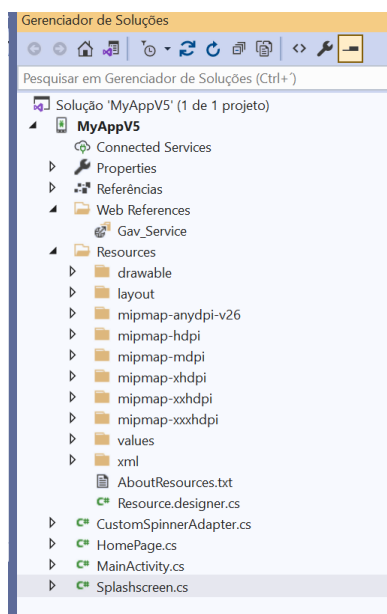 Gerenciador de Soluções
Pesquisar em Gerenciador de Soluções (Ctrl+´)
Solução 'MyAppV5' (1 de 1 projeto)
MyAppV5
Connected Services
Properties
Referências
Web References
Gav_Service
Resources
drawable
layout
mipmap-anydpi-v26
mipmap-hdpi
mipmap-mdpi
mipmap-xhdpi
mipmap-xxhdpi
mipmap-xxxhdpi
values
xml
AboutResources.txt
C# Resource.designer.cs
C# CustomSpinnerAdapter.cs
C# HomePage.cs
C# MainActivity.cs
C# Splashscreen.cs